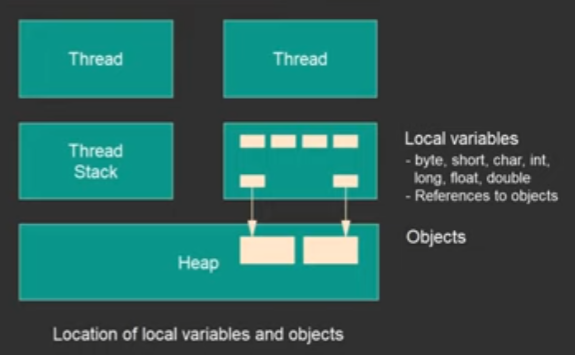 Thread
Thread
Thread
Stack
Local variables
- byte, short, char, int,
long, float, double
- References to objects
Objects
Heap
Location of local variables and objects